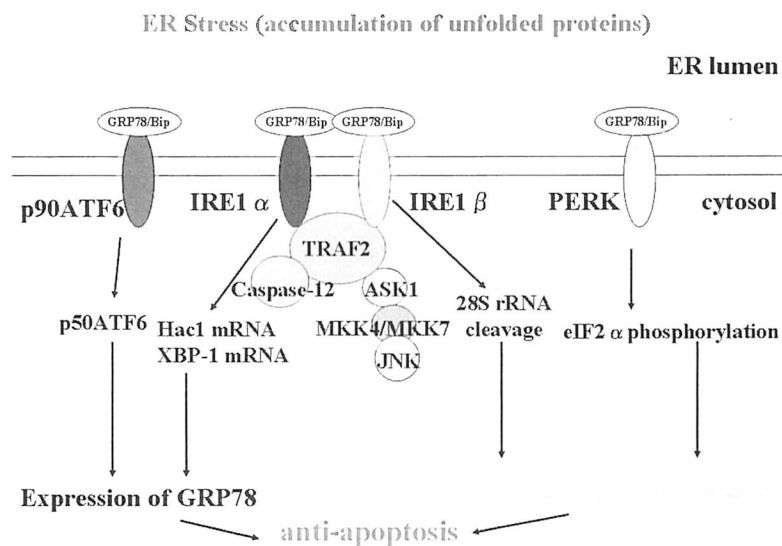 ER Stress (accumulation of unfolded proteins)
ER lumen
GRP78/Bip
GRP78/Bip
GRP78/Bip
GRP78/Bip
p90ATF6
IRE1 α
IRE1 β
PERK
cytosol
TRAF2
Caspase-12
ASK1
p50ATF6
Hac1 mRNA
XBP-1 mRNA
MKK4/MKK7
JNK
28S rRNA
cleavage
eIF2 α phosphorylation
Expression of GRP78
anti-apoptosis